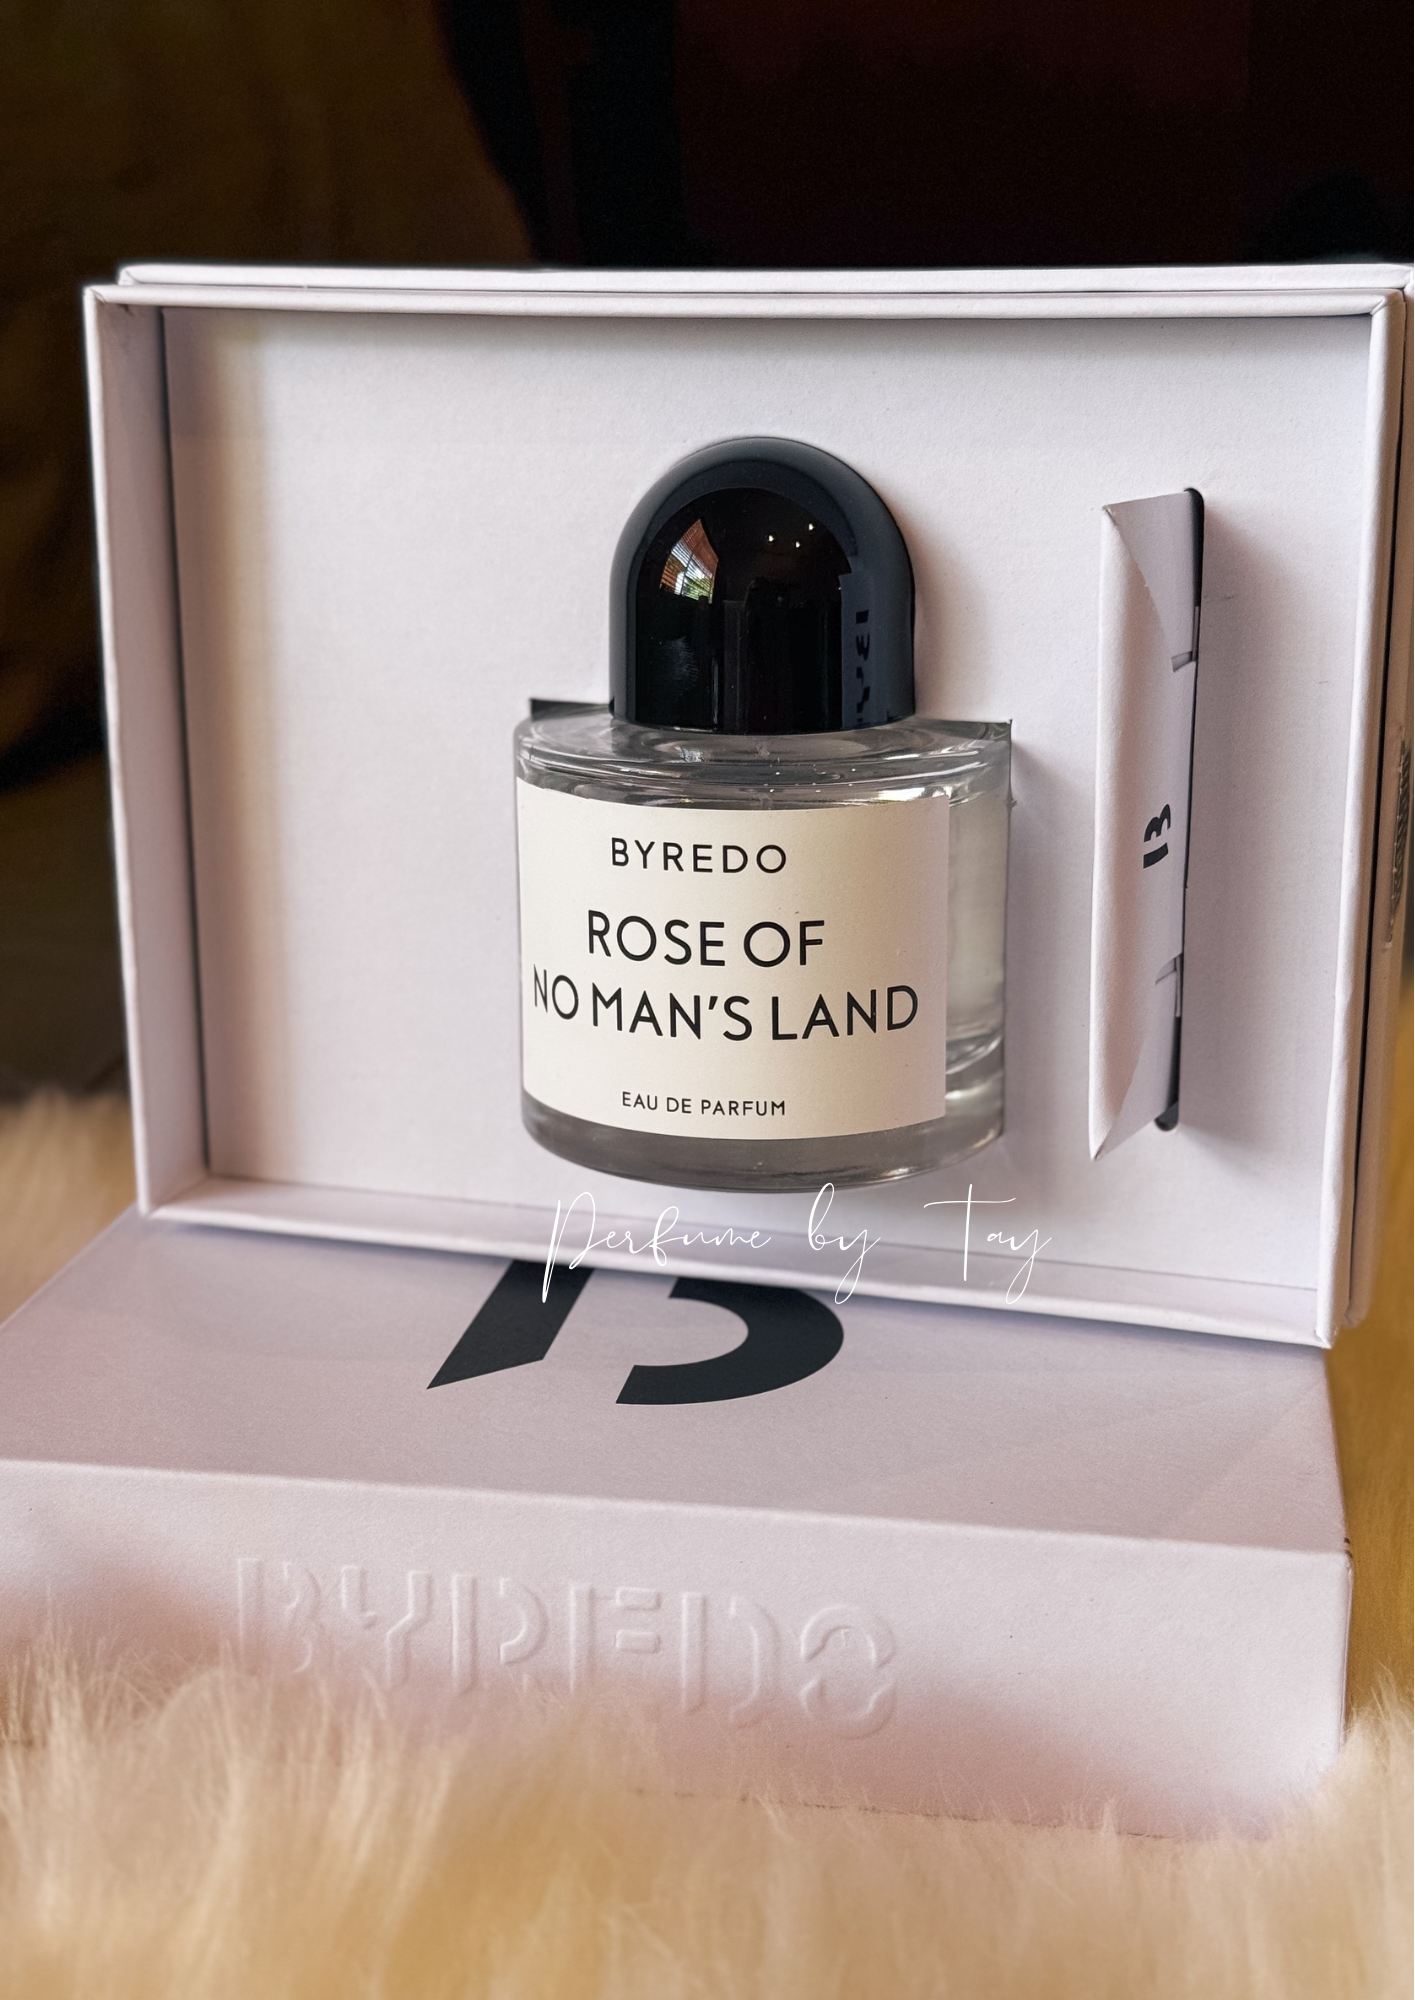 BYREDO
ROSE OF
NO MAN'S LAND
EAU DE PARFUM
Perfume by Tay
B
B
BYREDO